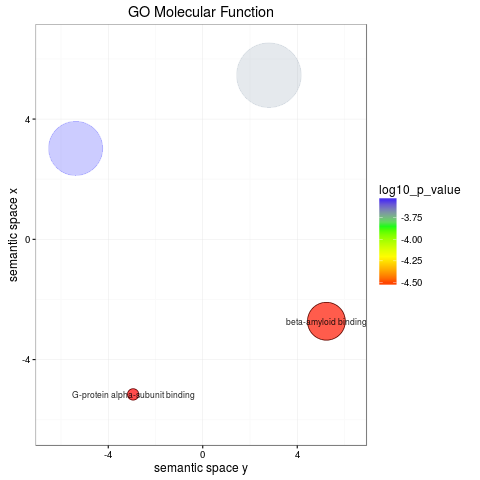 GO Molecular Function
semantic space x
4
0
-4
beta-amyloid binding
G-protein alpha-subunit binding
-4
0
4
semantic space y
log10_p_value
-3.75
-4.00
-4.25
-4.50